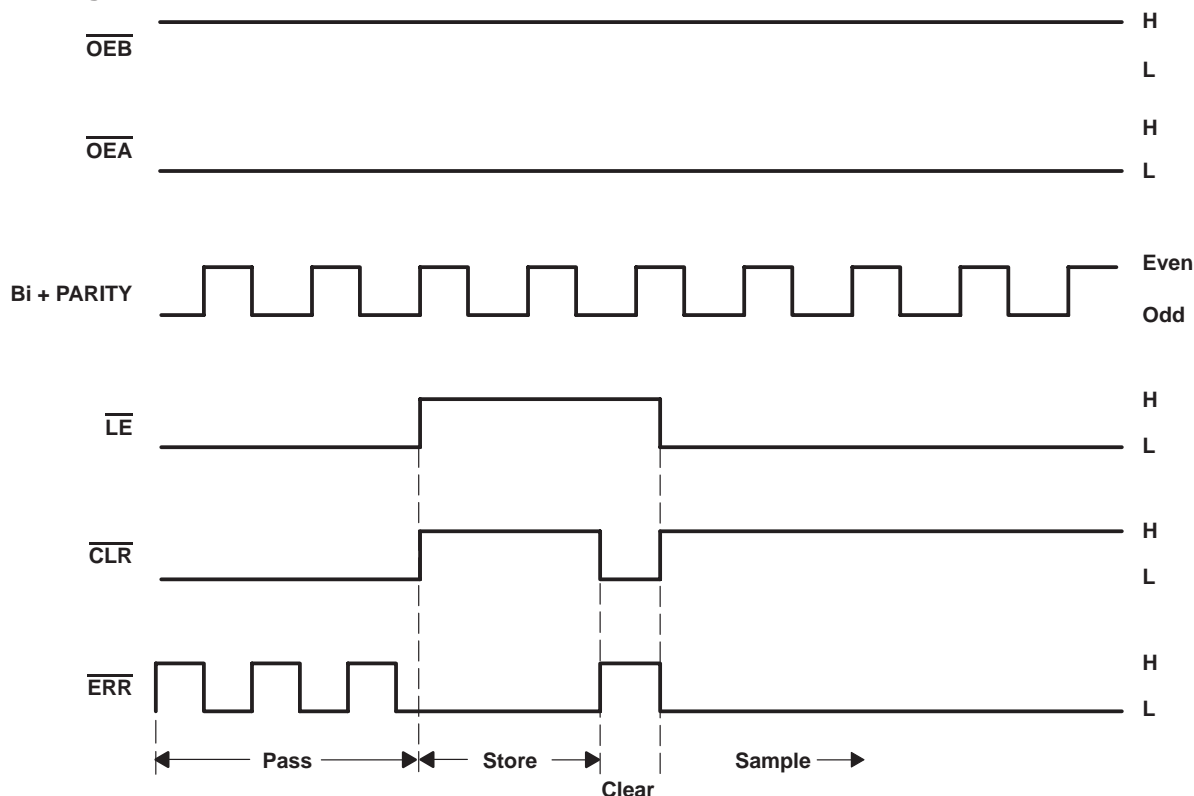 H
OEB
L
H
OEA
L
Even
Bi + PARITY
Odd
H
LE
L
H
CLR
L
H
ERR
L
Pass
Store
Sample
Clear